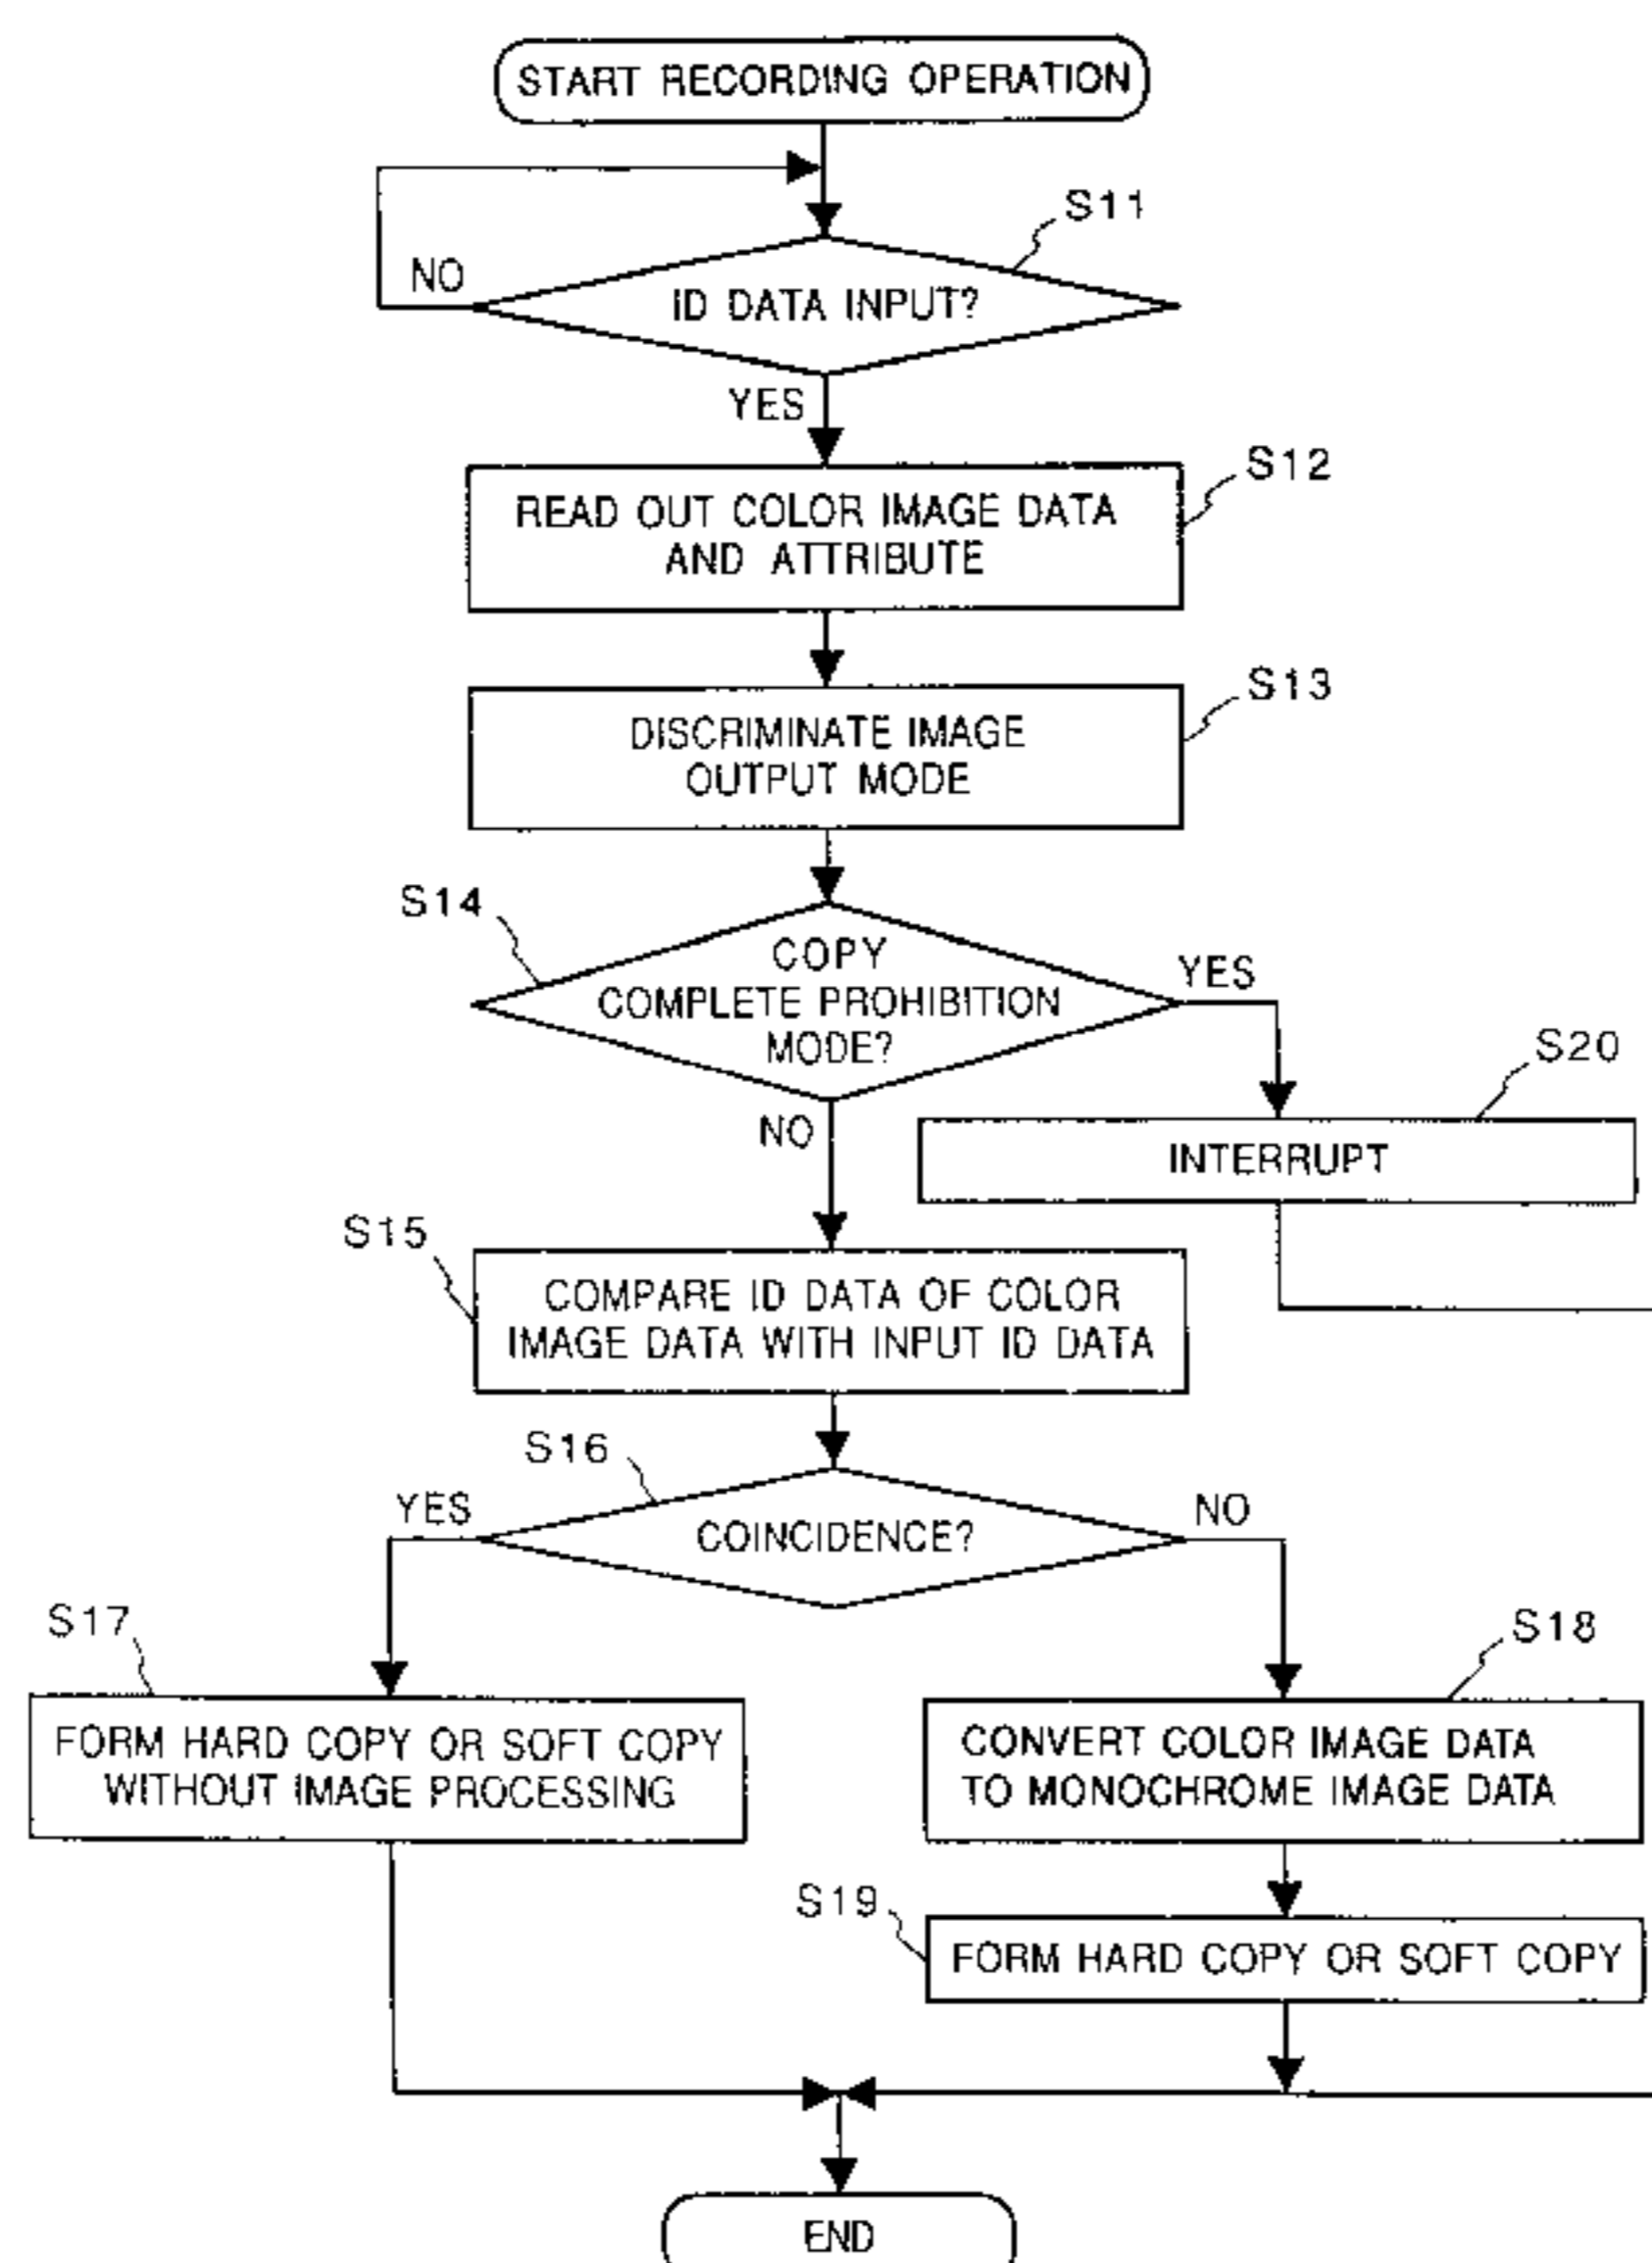 START RECORDING OPERATION
S11
NO
ID DATA INPUT?
YES
S12
READ OUT COLOR IMAGE DATA
AND ATTRIBUTE
S13
DISCRIMINATE IMAGE
OUTPUT MODE
S14
COPY
COMPLETE PROHIBITION
MODE?
YES
S20
NO
INTERRUPT
S15
COMPARE ID DATA OF COLOR
IMAGE DATA WITH INPUT ID DATA
S16
YES
NO
COINCIDENCE?
S17
S18
FORM HARD COPY OR SOFT COPY
WITHOUT IMAGE PROCESSING
CONVERT COLOR IMAGE DATA
TO MONOCHROME IMAGE DATA
S19
FORM HARD COPY OR SOFT COPY
END